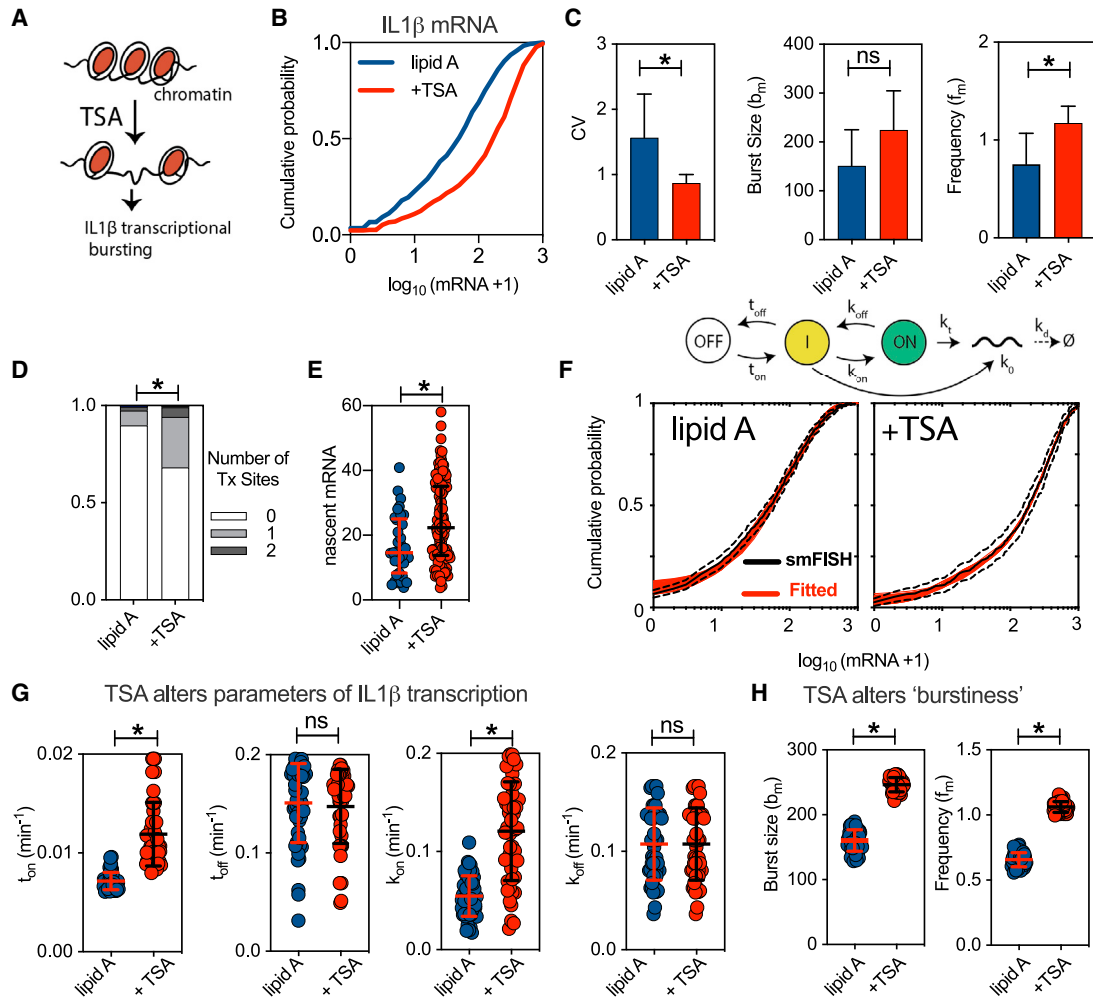 A
chromatin
TSA
IL1β transcriptional
bursting
B
IL1β mRNA
Cumulative probability
1.0
0.5
0.0
lipid A
+TSA
0 1 2 3
log10 (mRNA +1)
C
CV
3
2
1
0
*
lipid A
+TSA
Burst Size (bm)
400
300
200
100
0
ns
lipid A
+TSA
Frequency (fm)
2
1
0
*
lipid A
+TSA
D
1.0
0.5
0.0
*
lipid A
+TSA
Number of
Tx Sites
0
1
2
E
nascent mRNA
60
40
20
0
*
lipid A
+TSA
OFF
toff
ton
I
koff
kon
ON
kt
k0
kd
Ø
F
Cumulative probability
1
0.5
0
lipid A
smFISH
Fitted
0 1 2 3
+TSA
0 1 2 3
log10 (mRNA +1)
G
TSA alters parameters of IL1β transcription
ton (min-1)
0.02
0.01
0.00
*
lipid A
+ TSA
toff (min-1)
0.2
0.1
0.0
ns
lipid A
+ TSA
kon (min-1)
0.2
0.1
0.0
*
lipid A
+ TSA
koff (min-1)
0.2
0.1
0.0
ns
lipid A
+ TSA
H
TSA alters 'burstiness'
Burst size (bm)
300
200
100
0
*
lipid A
+ TSA
Frequency (fm)
1.5
1.0
0.5
0.0
*
lipid A
+ TSA